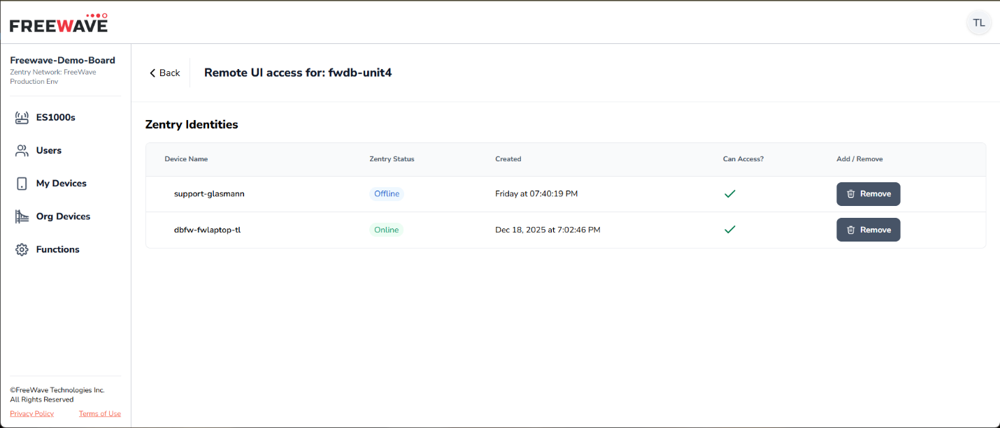 FREEWAVE
TL
Freewave-Demo-Board
Zentry Network: FreeWave
Production Env
Back
Remote UI access for: fwdb-unit4
ES1000s
Users
My Devices
Org Devices
Functions
Zentry Identities
Device Name Zentry Status Created Can Access? Add / Remove
support-glasmann Offline Friday at 07:40:19 PM Remove
dbfw-fwlaptop-tl Online Dec 18, 2025 at 7:02:46 PM Remove
©FreeWave Technologies Inc.
All Rights Reserved
Privacy Policy Terms of Use